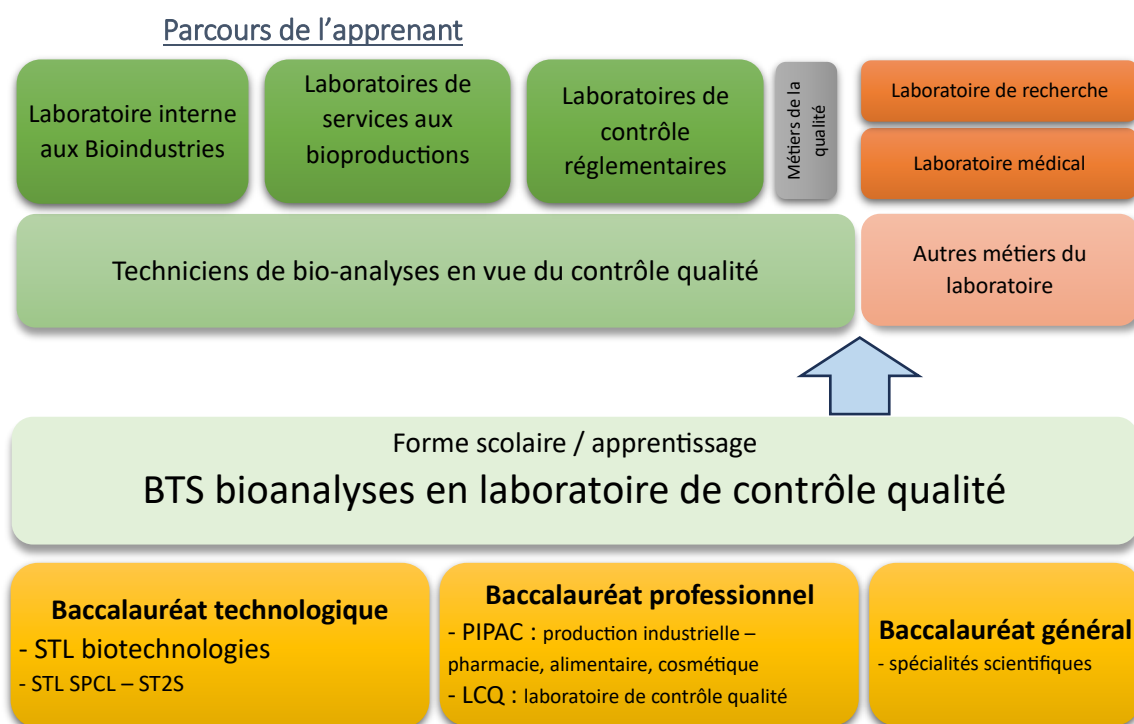 Parcours de l’apprenant
Laboratoire interne
aux Bioindustries
Laboratoires de
services aux
bioproductions
Laboratoires de
contrôle
réglementaires
Métiers de la
qualité
Laboratoire de recherche
Laboratoire médical
Techniciens de bio-analyses en vue du contrôle qualité
Autres métiers du
laboratoire
Forme scolaire / apprentissage
BTS bioanalyses en laboratoire de contrôle qualité
Baccalauréat technologique
- STL biotechnologies
- STL SPCL – ST2S
Baccalauréat professionnel
- PIPAC : production industrielle –
pharmacie, alimentaire, cosmétique
- LCQ : laboratoire de contrôle qualité
Baccalauréat général
- spécialités scientifiques